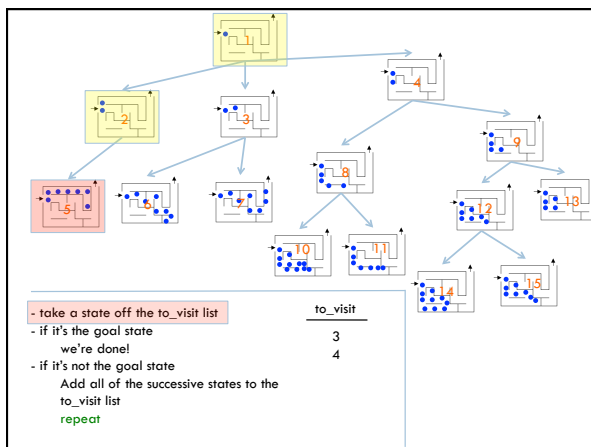 1
2
3
4
5
6
7
8
9
10
11
12
13
14
15
- take a state off the to_visit list
- if it's the goal state
we're done!
- if it's not the goal state
Add all of the successive states to the
to_visit list
repeat
to_visit
3
4